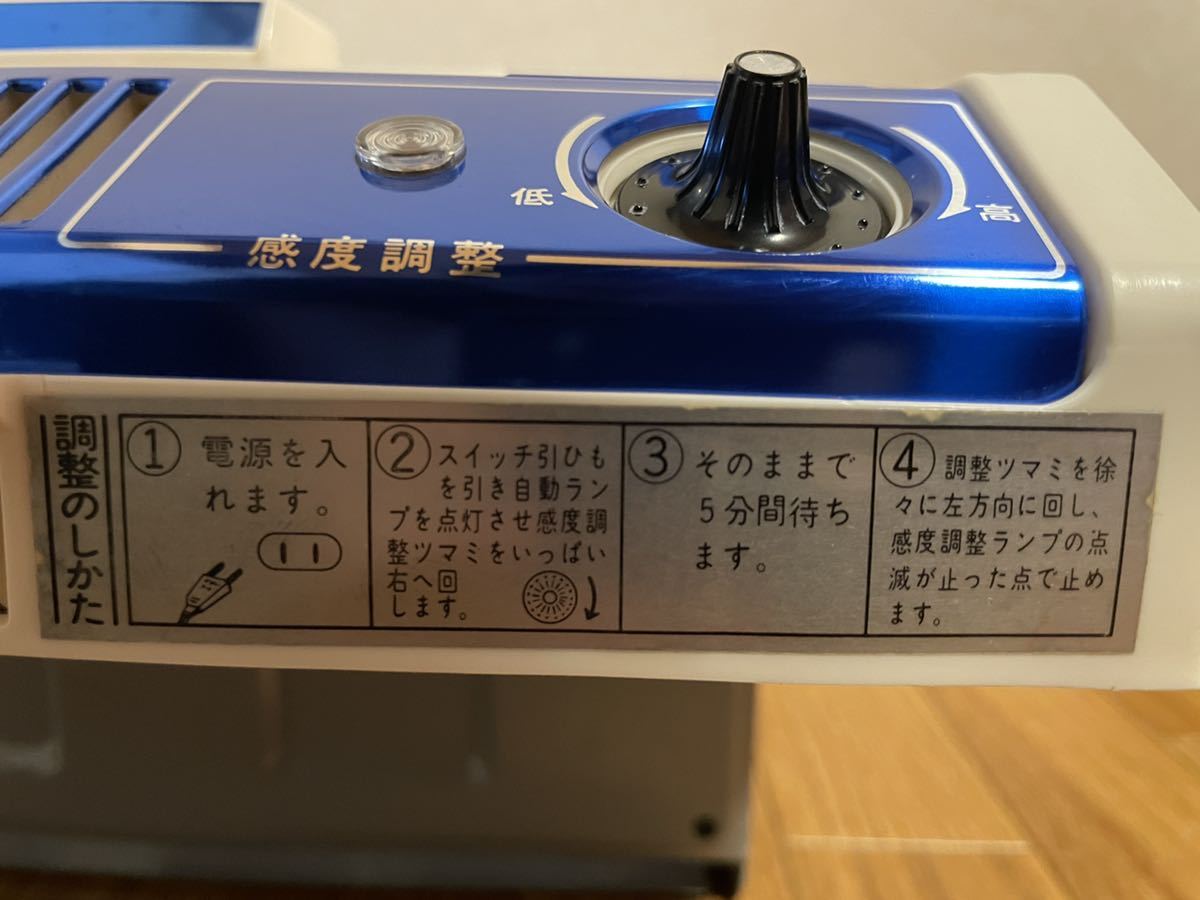 低
高
感度調整
調整のしかた
① 電源を入
れます。
② スイッチ引ひも
を引き自動ラン
プを点灯させ感度調
整ツマミをいっぱい
右へ回
します。
③ そのままで
5分間待ち
ます。
④ 調整ツマミを徐
々に左方向に回し、
感度調整ランプの点
滅が止った点で止め
ます。